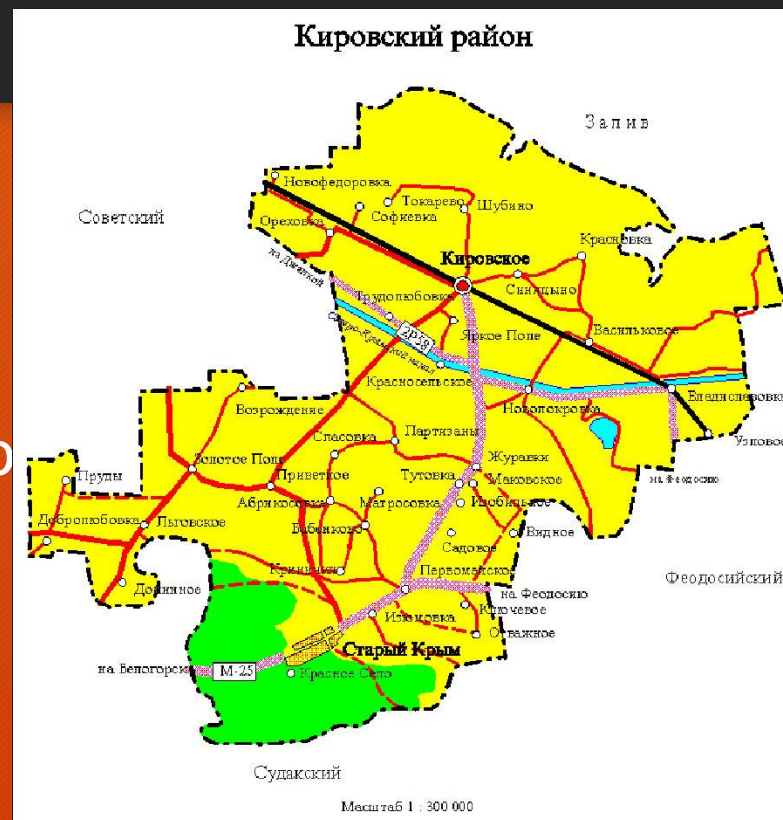 Кировский район
Залив
Новофедоровка
Токарево
Шубино
Софиевка
Советский
Ореховка
Красновка
Кировское
на Джанкой
Синицыно
Трудолюбовка
2Р59
Яркое Поле
Васильковое
Красносельское
Владиславовка
Возрождение
Новопокровка
Партизаны
Спасовка
Узловое
Журавки
Золотое Поле
Пруды
Приветное
Тутовка
Маковское
на Феодосию
Абрикосовка
Матросовка
Изобильное
Добролюбовка
Льговское
Бабенково
Видное
Садовое
Кринички
Первомайское
Феодосийский
Долинное
на Феодосию
Ключевое
Изюмовка
Отважное
Старый Крым
на Белогорск
М-25
Красное Село
Судакский
Масштаб 1 : 300 000